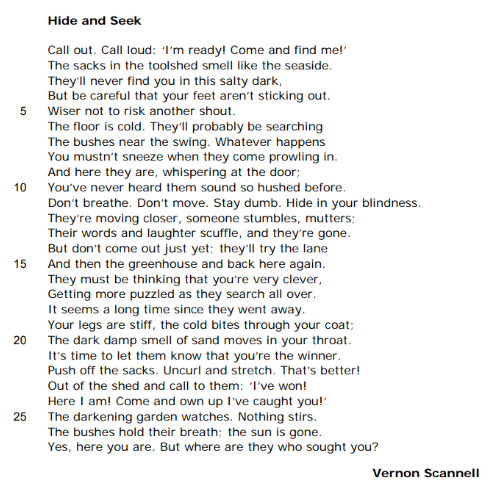 Hide and Seek
Call out. Call loud: ‘I’m ready! Come and find me!’
The sacks in the toolshed smell like the seaside.
They’ll never find you in this salty dark,
But be careful that your feet aren’t sticking out.
5 Wiser not to risk another shout.
The floor is cold. They’ll probably be searching
The bushes near the swing. Whatever happens
You mustn’t sneeze when they come prowling in.
And here they are, whispering at the door;
10 You’ve never heard them sound so hushed before.
Don’t breathe. Don’t move. Stay dumb. Hide in your blindness.
They’re moving closer, someone stumbles, mutters;
Their words and laughter scuffle, and they’re gone.
But don’t come out just yet; they’ll try the lane
15 And then the greenhouse and back here again.
They must be thinking that you’re very clever,
Getting more puzzled as they search all over.
It seems a long time since they went away.
Your legs are stiff, the cold bites through your coat;
20 The dark damp smell of sand moves in your throat.
It’s time to let them know that you’re the winner.
Push off the sacks. Uncurl and stretch. That’s better!
Out of the shed and call to them: ‘I’ve won!
Here I am! Come and own up I’ve caught you!’
25 The darkening garden watches. Nothing stirs.
The bushes hold their breath; the sun is gone.
Yes, here you are. But where are they who sought you?
Vernon Scannell